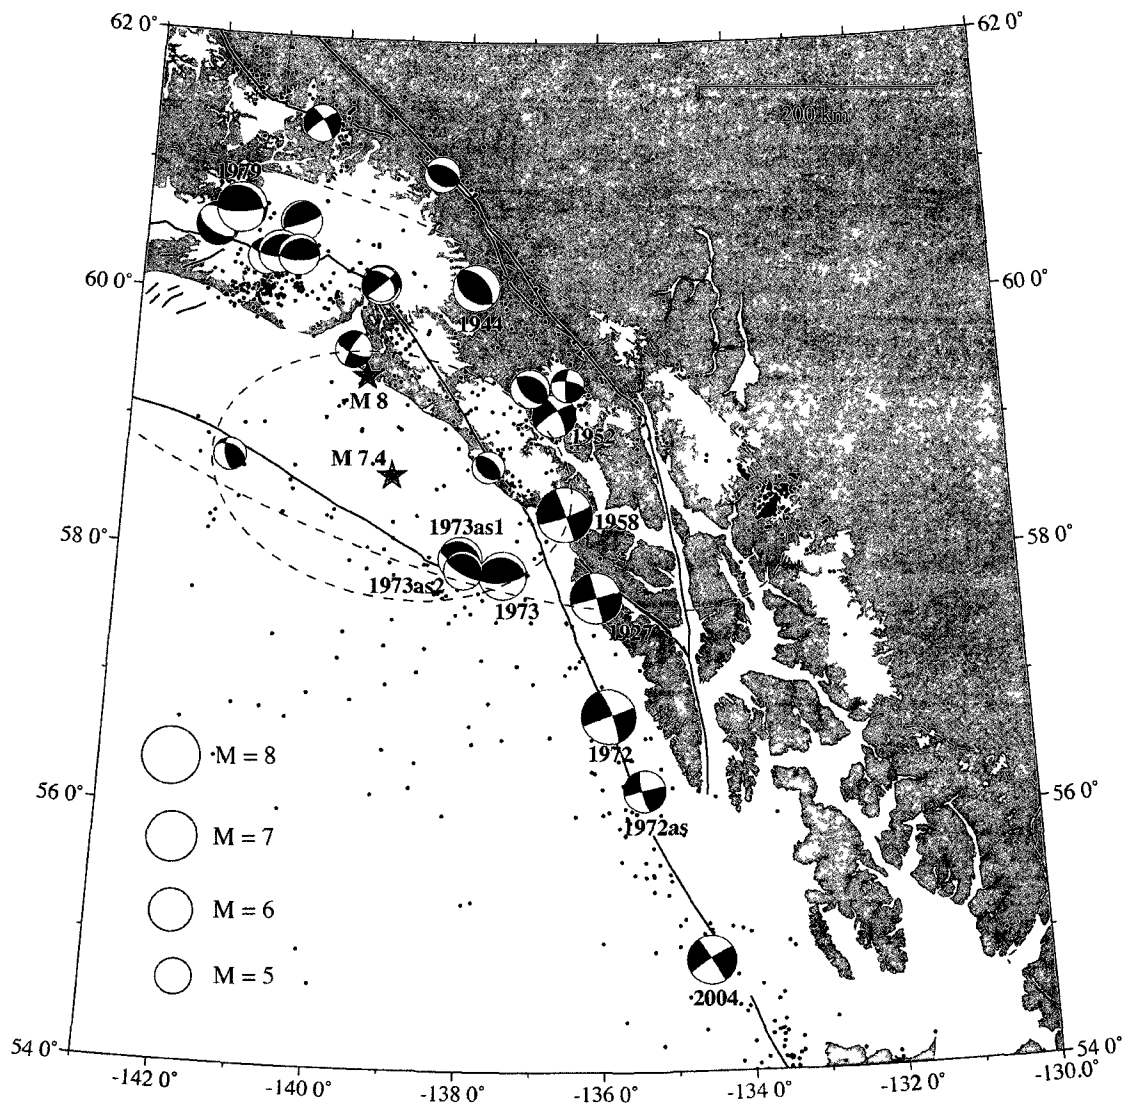 62 0°
62 0°
200 km
1979
60 0°
60 0°
1944
M 8
1952
M 7.4
1973as1
1958
58 0°
58 0°
1973as2
1973
1927
1972
M = 8
M = 7
56 0°
56 0°
1972as
M = 6
M = 5
2004
54 0°
54 0°
-142 0°
-140 0°
-138 0°
-136 0°
-134 0°
-132 0°
-130.0°